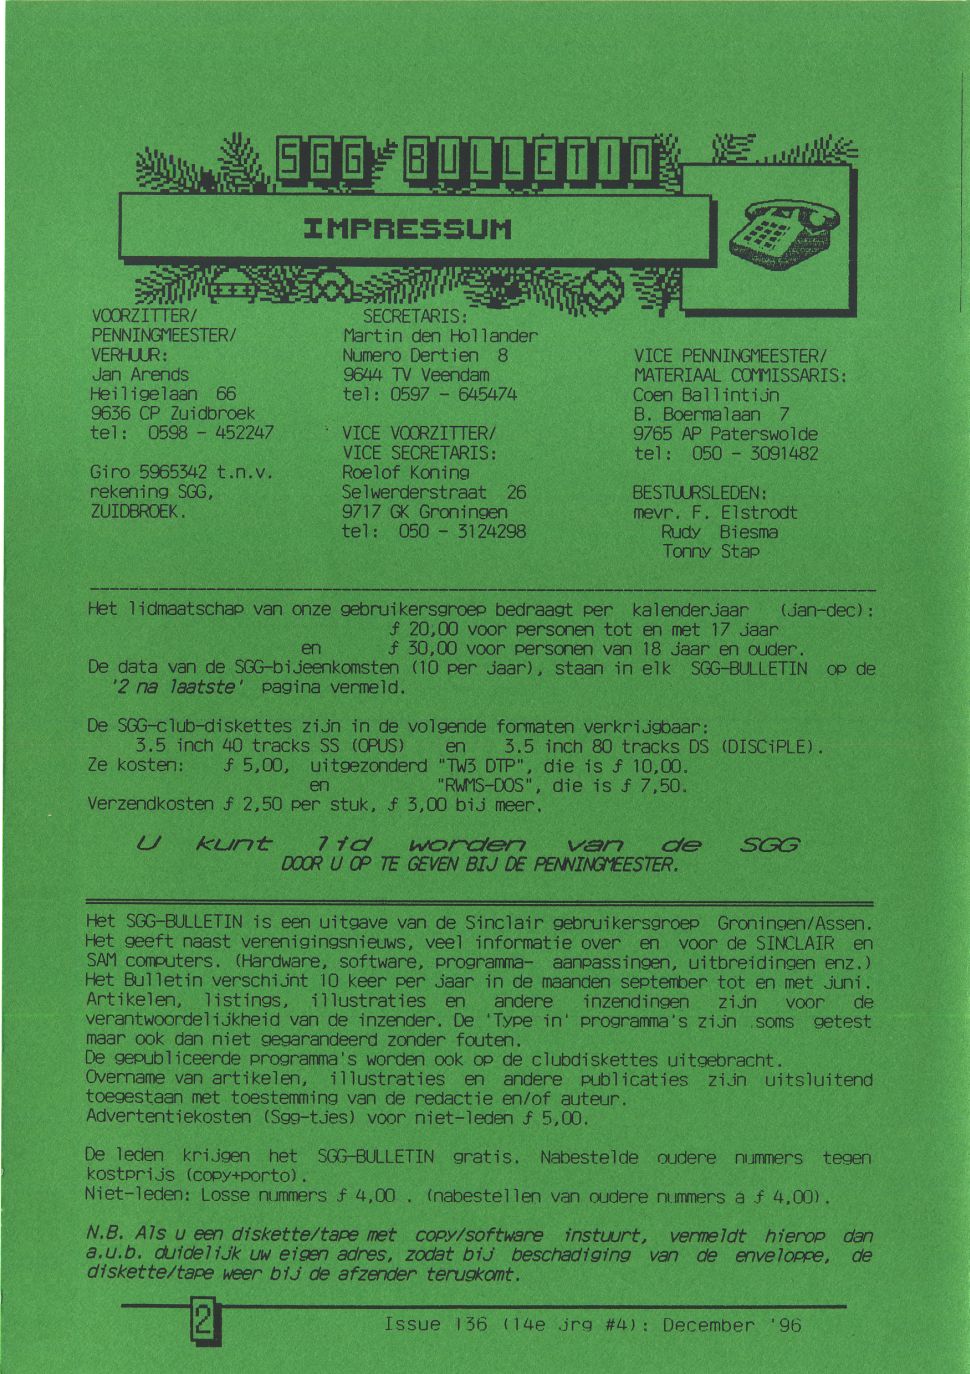 SGG BULLETIN
IMPRESSUM
VOORZITTER/
PENNINGMEESTER/
VERHUUR:
Jan Arends
Heiligelaan 66
9636 CP Zuidbroek
tel: 0598 - 452247
Giro 5965342 t.n.v.
rekening SGG,
ZUIDBROEK.
SECRETARIS:
Martin den Hollander
Numero Dertien 8
9644 TV Veendam
tel: 0597 - 645474
VICE VOORZITTER/
VICE SECRETARIS:
Roelof Koning
Selwerderstraat 26
9717 GK Groningen
tel: 050 - 3124298
VICE PENNINGMEESTER/
MATERIAAL COMMISSARIS:
Coen Ballintijn
B. Boermalaan 7
9765 AP Paterswolde
tel: 050 - 3091482
BESTUURSLEDEN:
mevr. F. Elstrodt
Rudy Biesma
Tonny Stap
Het lidmaatschap van onze gebruikersgroep bedraagt per kalenderjaar (jan-dec):
ƒ 20,00 voor personen tot en met 17 jaar
en ƒ 30,00 voor personen van 18 jaar en ouder.
De data van de SGG-bijeenkomsten (10 per jaar), staan in elk SGG-BULLETIN op de
'2 na laatste' pagina vermeld.
De SGG-club-diskettes zijn in de volgende formaten verkrijgbaar:
3.5 inch 40 tracks SS (OPUS) en 3.5 inch 80 tracks DS (DISCiPLE).
Ze kosten: ƒ 5,00, uitgezonderd "TW3 DTP", die is ƒ 10,00.
en "RWMS-DOS", die is ƒ 7,50.
Verzendkosten ƒ 2,50 per stuk, ƒ 3,00 bij meer.
U kunt lid worden van de SGG
DOOR U OP TE GEVEN BIJ DE PENNINGMEESTER.
Het SGG-BULLETIN is een uitgave van de Sinclair gebruikersgroep Groningen/Assen.
Het geeft naast verenigingsnieuws, veel informatie over en voor de SINCLAIR en
SAM computers. (Hardware, software, programma- aanpassingen, uitbreidingen enz.)
Het Bulletin verschijnt 10 keer per jaar in de maanden september tot en met juni.
Artikelen, listings, illustraties en andere inzendingen zijn voor de
verantwoordelijkheid van de inzender. De 'Type in' programma's zijn soms getest
maar ook dan niet gegarandeerd zonder fouten.
De gepubliceerde programma's worden ook op de clubdiskettes uitgebracht.
Overname van artikelen, illustraties en andere publicaties zijn uitsluitend
toegestaan met toestemming van de redactie en/of auteur.
Advertentiekosten (Sgg-tjes) voor niet-leden ƒ 5,00.
De leden krijgen het SGG-BULLETIN gratis. Nabestelde oudere nummers tegen
kostprijs (copy+porto).
Niet-leden: Losse nummers ƒ 4,00 . (nabestellen van oudere nummers a ƒ 4,00).
N.B. Als u een diskette/tape met copy/software instuurt, vermeldt hierop dan
a.u.b. duidelijk uw eigen adres, zodat bij beschadiging van de enveloppe, de
diskette/tape weer bij de afzender terugkomt.
2 Issue 136 (14e jrg #4): December '96